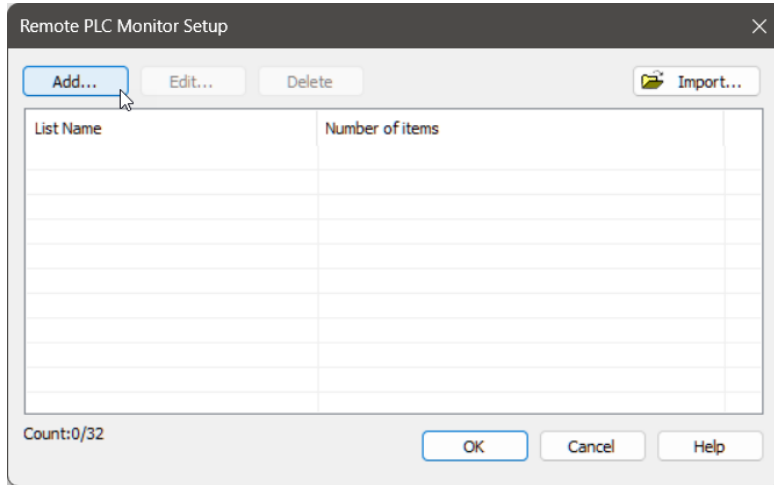 Remote PLC Monitor Setup
Add... Edit... Delete Import...
List Name Number of items
Count:0/32
OK Cancel Help